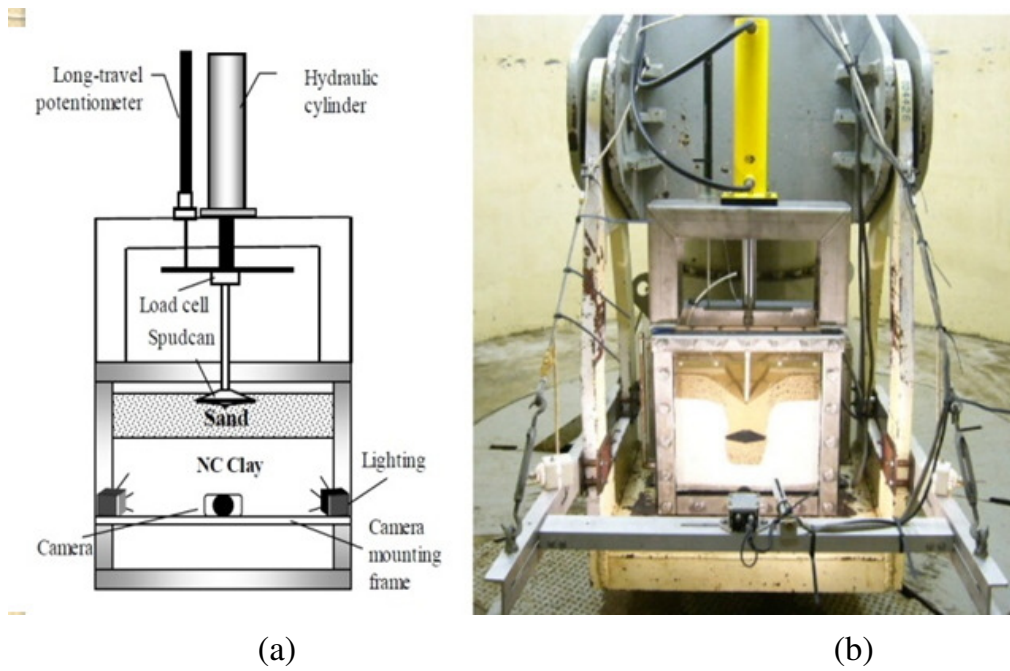 Long-travel
potentiometer
Hydraulic
cylinder
Load cell
Spudcan
Sand
NC Clay
Lighting
Camera
Camera
mounting
frame
(a)
(b)